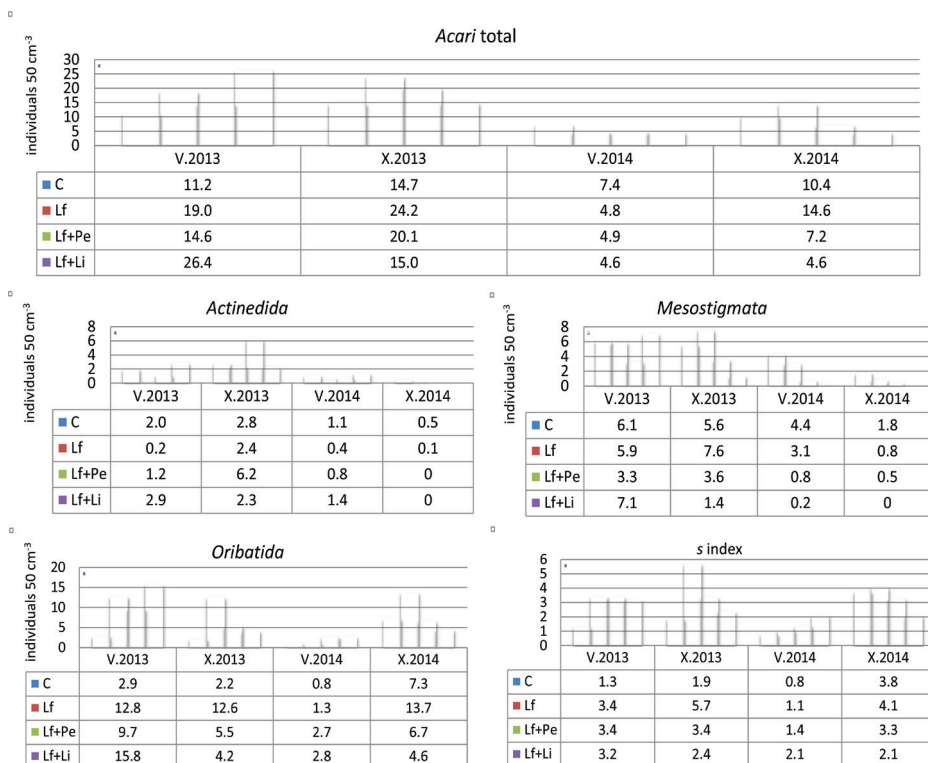 Acari total
individuals 50 cm-3
30
25
20
15
10
5
0
V.2013 X.2013 V.2014 X.2014
C 11.2 14.7 7.4 10.4
Lf 19.0 24.2 4.8 14.6
Lf+Pe 14.6 20.1 4.9 7.2
Lf+Li 26.4 15.0 4.6 4.6
Actinedida
individuals 50 cm-3
8
6
4
2
0
V.2013 X.2013 V.2014 X.2014
C 2.0 2.8 1.1 0.5
Lf 0.2 2.4 0.4 0.1
Lf+Pe 1.2 6.2 0.8 0
Lf+Li 2.9 2.3 1.4 0
Mesostigmata
individuals 50 cm-3
8
6
4
2
0
V.2013 X.2013 V.2014 X.2014
C 6.1 5.6 4.4 1.8
Lf 5.9 7.6 3.1 0.8
Lf+Pe 3.3 3.6 0.8 0.5
Lf+Li 7.1 1.4 0.2 0
Oribatida
individuals 50 cm-3
20
15
10
5
0
V.2013 X.2013 V.2014 X.2014
C 2.9 2.2 0.8 7.3
Lf 12.8 12.6 1.3 13.7
Lf+Pe 9.7 5.5 2.7 6.7
Lf+Li 15.8 4.2 2.8 4.6
s index
6
5
4
3
2
1
0
V.2013 X.2013 V.2014 X.2014
C 1.3 1.9 0.8 3.8
Lf 3.4 5.7 1.1 4.1
Lf+Pe 3.4 3.4 1.4 3.3
Lf+Li 3.2 2.4 2.1 2.1